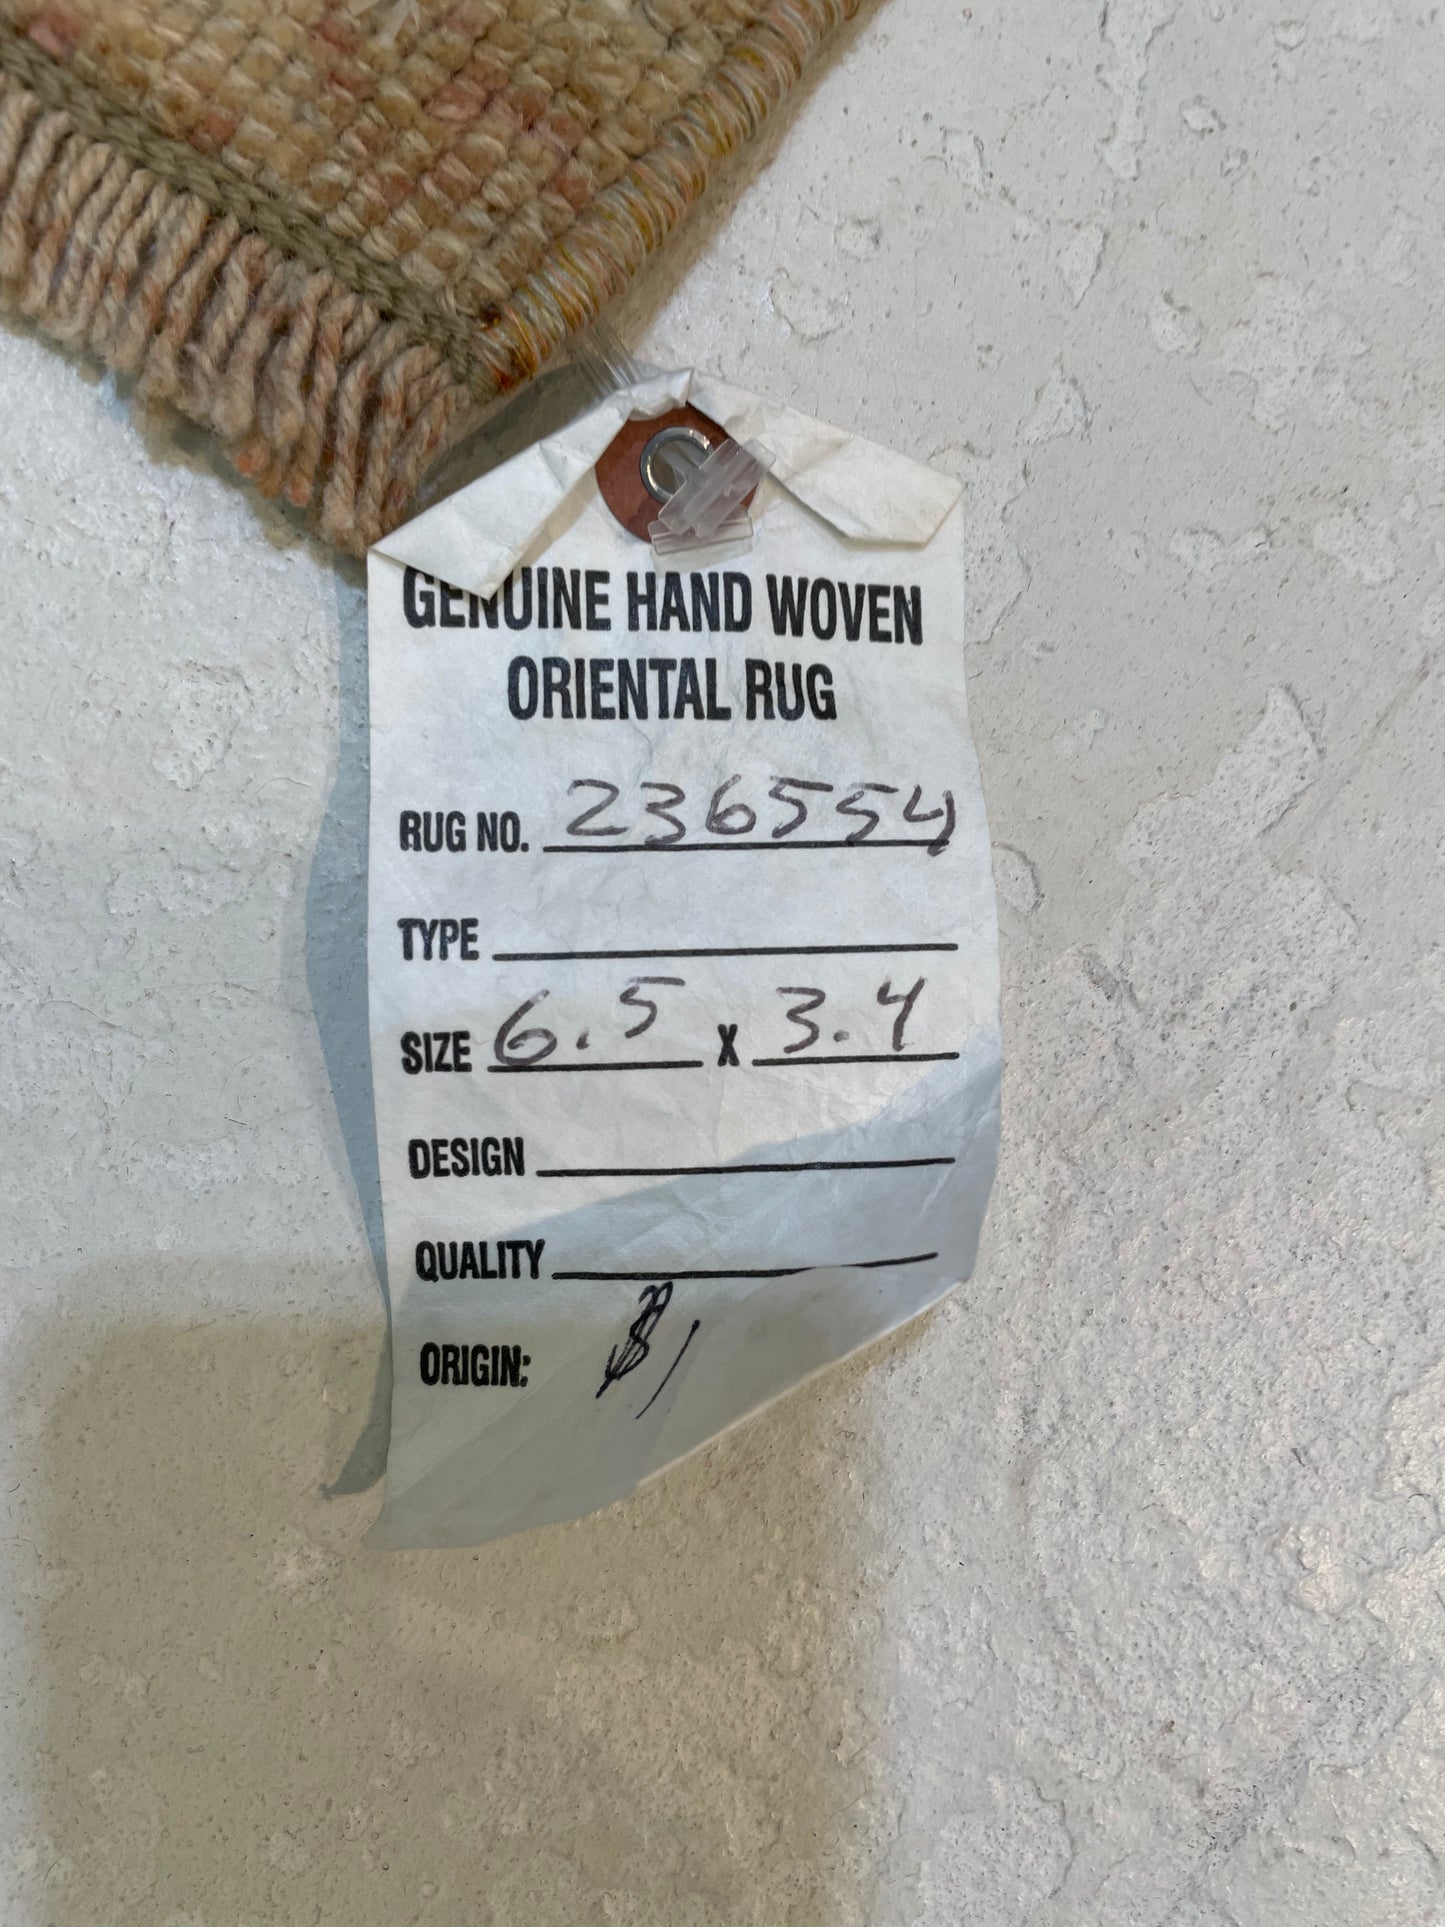 GENUINE HAND WOVEN
ORIENTAL RUG
RUG NO. 236554
TYPE
SIZE 6.5 X 3.4
DESIGN
QUALITY
ORIGIN: